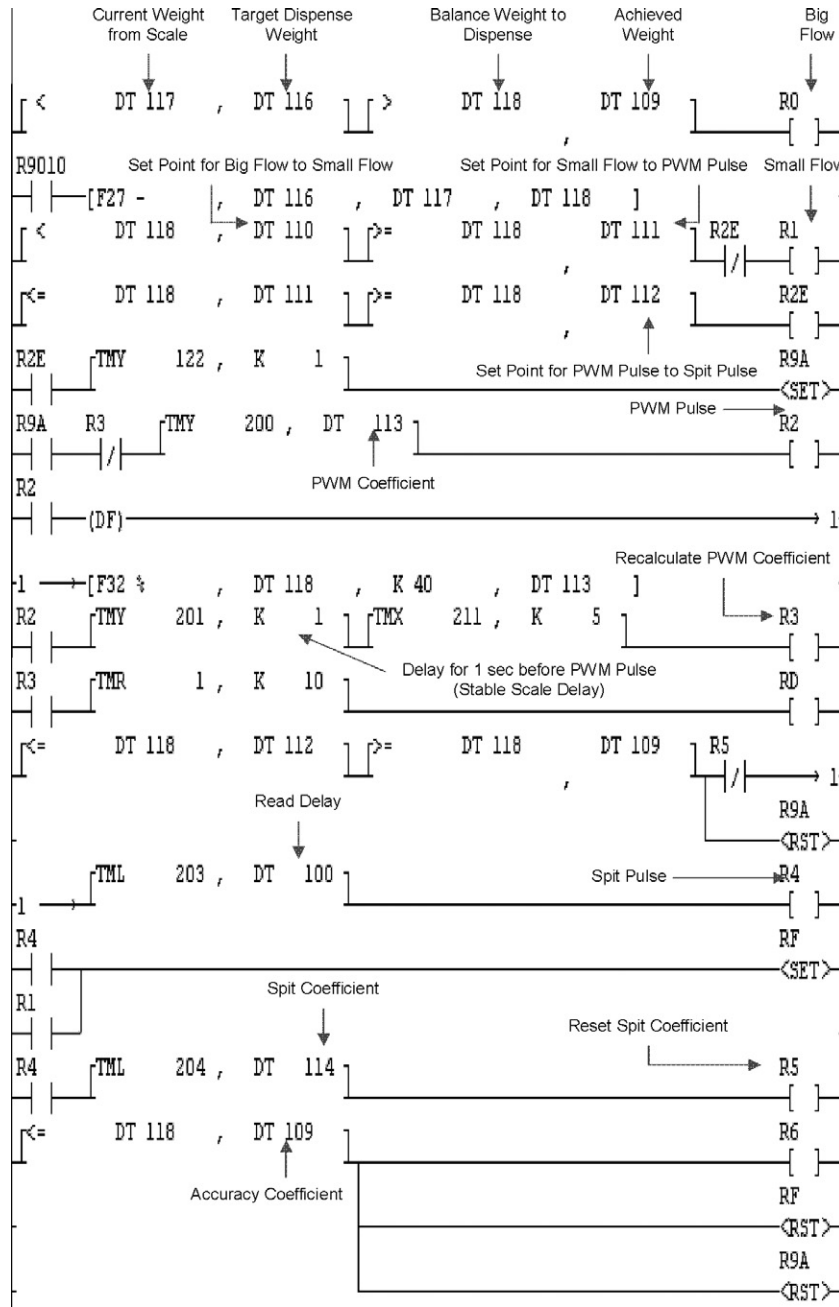 Current Weight from Scale
Target Dispense Weight
Balance Weight to Dispense
Achieved Weight
Big Flow
< DT 117 , DT 116 > DT 118 , DT 109 R0
R9010 Set Point for Big Flow to Small Flow Set Point for Small Flow to PWM Pulse Small Flow
[F27 - , DT 116 , DT 117 , DT 118 ]
< DT 118 , DT 110 >= DT 118 , DT 111 R2E R1
<= DT 118 , DT 111 >= DT 118 , DT 112 R2E
R2E TMY 122 , K 1 Set Point for PWM Pulse to Spit Pulse R9A
<SET>
PWM Pulse
R9A R3 TMY 200 , DT 113 R2
PWM Coefficient
R2
(DF) 1
Recalculate PWM Coefficient
1 [F32 % , DT 118 , K 40 , DT 113 ]
R2 TMY 201 , K 1 TMX 211 , K 5 R3
Delay for 1 sec before PWM Pulse
(Stable Scale Delay)
R3 TMR 1 , K 10 RD
<= DT 118 , DT 112 >= DT 118 , DT 109 R5 1
Read Delay
R9A
<RST>
1 TML 203 , DT 100 Spit Pulse R4
R4 RF
<SET>
Spit Coefficient
R1
Reset Spit Coefficient
R4 TML 204 , DT 114 R5
<= DT 118 , DT 109 R6
Accuracy Coefficient
RF
<RST>
R9A
<RST>